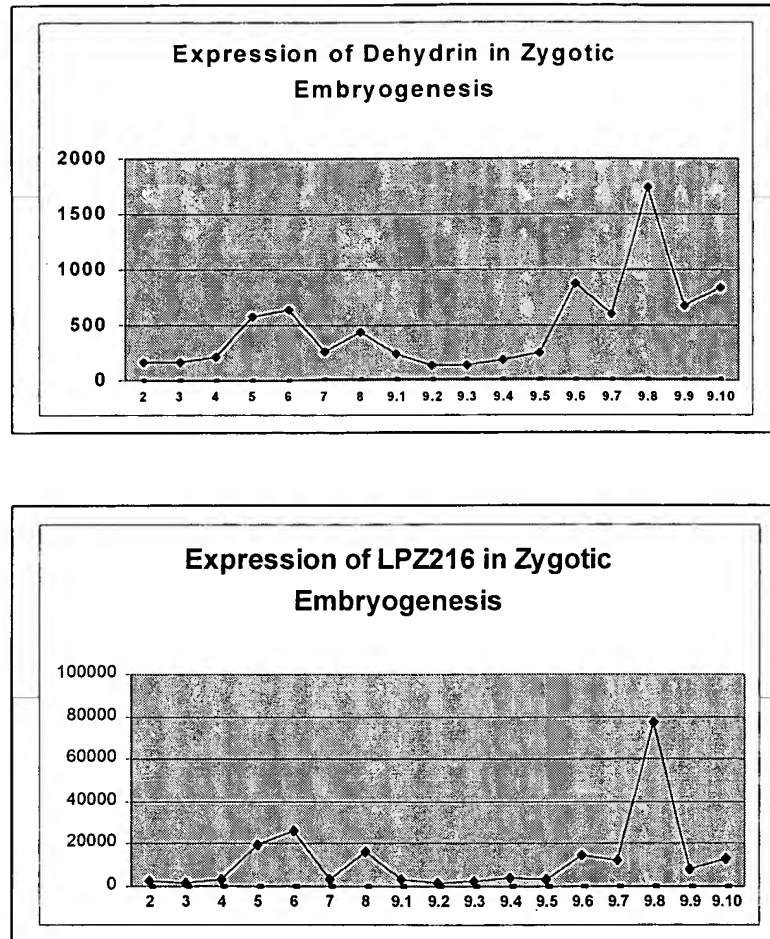 Expression of Dehydrin in Zygotic
Embryogenesis
2000
1500
1000
500
0
2 3 4 5 6 7 8 9.1 9.2 9.3 9.4 9.5 9.6 9.7 9.8 9.9 9.10
Expression of LPZ216 in Zygotic
Embryogenesis
100000
80000
60000
40000
20000
0
2 3 4 5 6 7 8 9.1 9.2 9.3 9.4 9.5 9.6 9.7 9.8 9.9 9.10